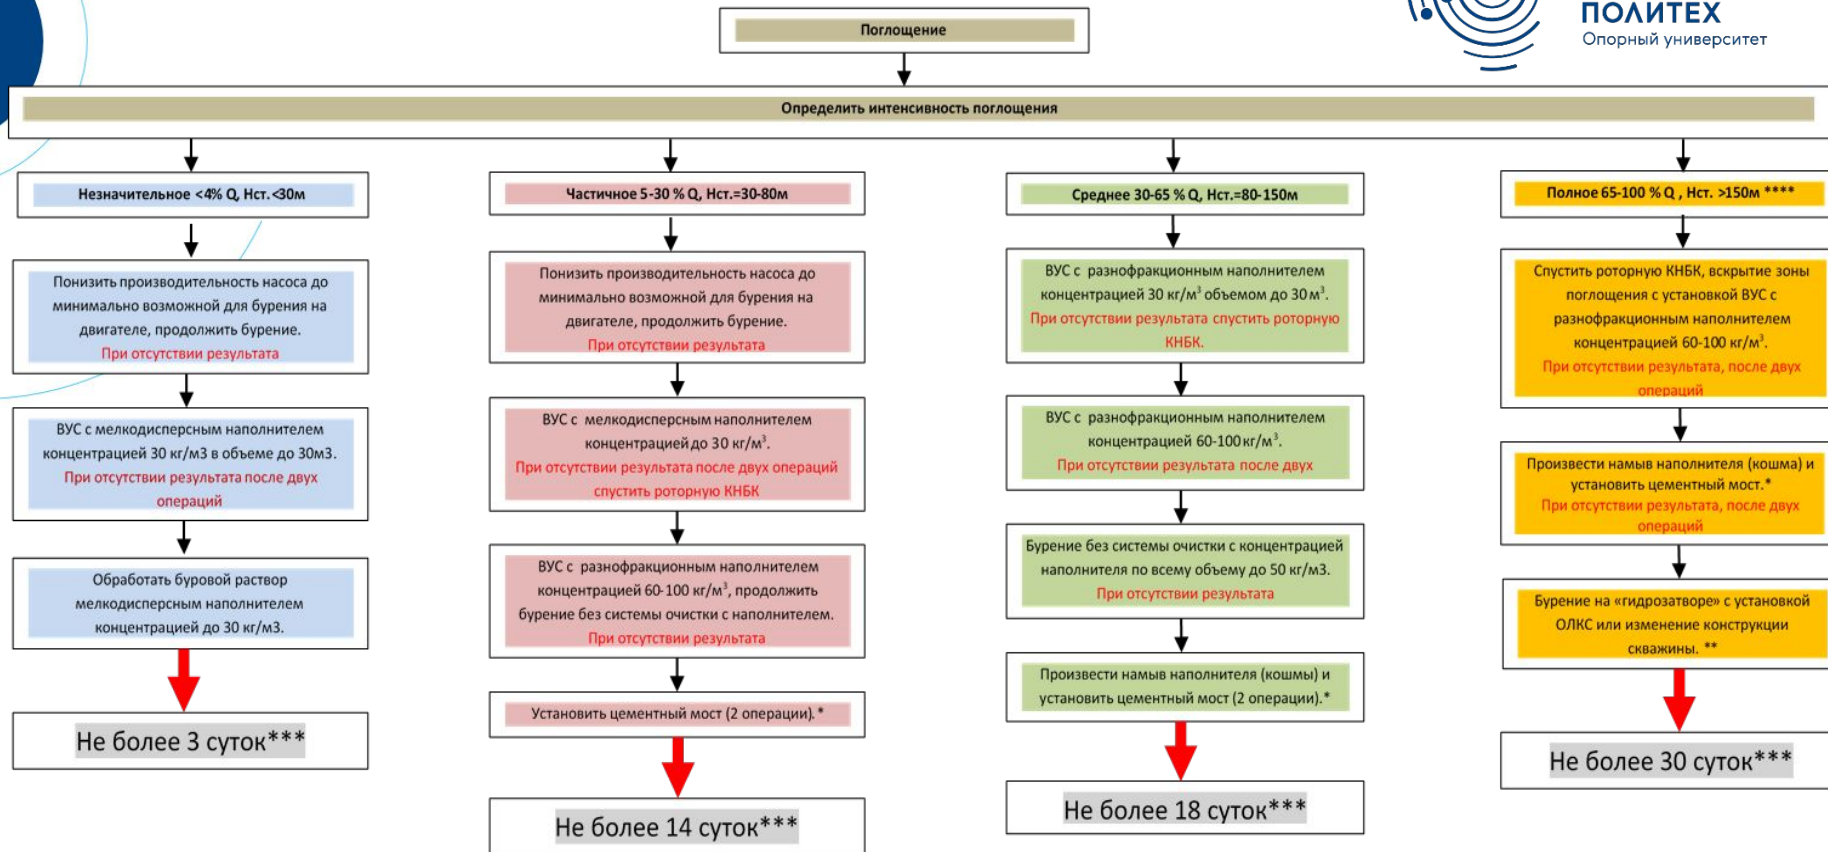 ПОЛИТЕХ
Опорный университет
Поглощение
Определить интенсивность поглощения
Незначительное <4% Q, Нст.<30м
Понизить производительность насоса до
минимально возможной для бурения на
двигателе, продолжить бурение.
При отсутствии результата
ВУС с мелкодисперсным наполнителем
концентрацией 30 кг/м3 в объеме до 30м3.
При отсутствии результата после двух
операций
Обработать буровой раствор
мелкодисперсным наполнителем
концентрацией до 30 кг/м3.
Не более 3 суток***
Частичное 5-30 % Q, Нст.=30-80м
Понизить производительность насоса до
минимально возможной для бурения на
двигателе, продолжить бурение.
При отсутствии результата
ВУС с мелкодисперсным наполнителем
концентрацией до 30 кг/м³.
При отсутствии результата после двух операций
спустить роторную КНБК
ВУС с разнофракционным наполнителем
концентрацией 60-100 кг/м³, продолжить
бурение без системы очистки с наполнителем.
При отсутствии результата
Установить цементный мост (2 операции).*
Не более 14 суток***
Среднее 30-65 % Q, Нст.=80-150м
ВУС с разнофракционным наполнителем
концентрацией 30 кг/м³ объемом до 30 м³.
При отсутствии результата спустить роторную
КНБК.
ВУС с разнофракционным наполнителем
концентрацией 60-100 кг/м³.
При отсутствии результата после двух
Бурение без системы очистки с концентрацией
наполнителя по всему объему до 50 кг/м3.
При отсутствии результата
Произвести намыв наполнителя (кошмы) и
установить цементный мост (2 операции).*
Не более 18 суток***
Полное 65-100 % Q , Нст. >150м ****
Спустить роторную КНБК, вскрытие зоны
поглощения с установкой ВУС с
разнофракционным наполнителем
концентрацией 60-100 кг/м³.
При отсутствии результата, после двух
операций
Произвести намыв наполнителя (кошма) и
установить цементный мост.*
При отсутствии результата, после двух
операций
Бурение на «гидрозатворе» с установкой
ОЛКС или изменение конструкции
скважины. **
Не более 30 суток***